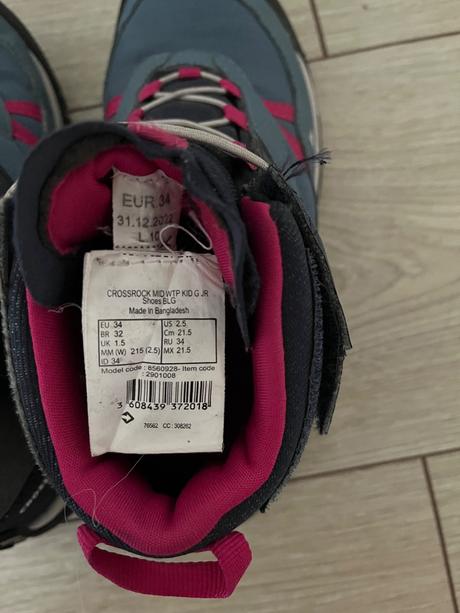 EUR. 34
31.12.2022
CROSSROCK MID WTP KID G JR
Shoes BLG
Made in Bangladesh
EU 34 US 2.5
BR 32 Cm 21.5
UK 1.5 RU 34
MM (W) 215 (2.5) MX 21.5
ID 34
Model code : 8560928- Item code
: 2901008
3 608439 372018
76562 CC : 308262